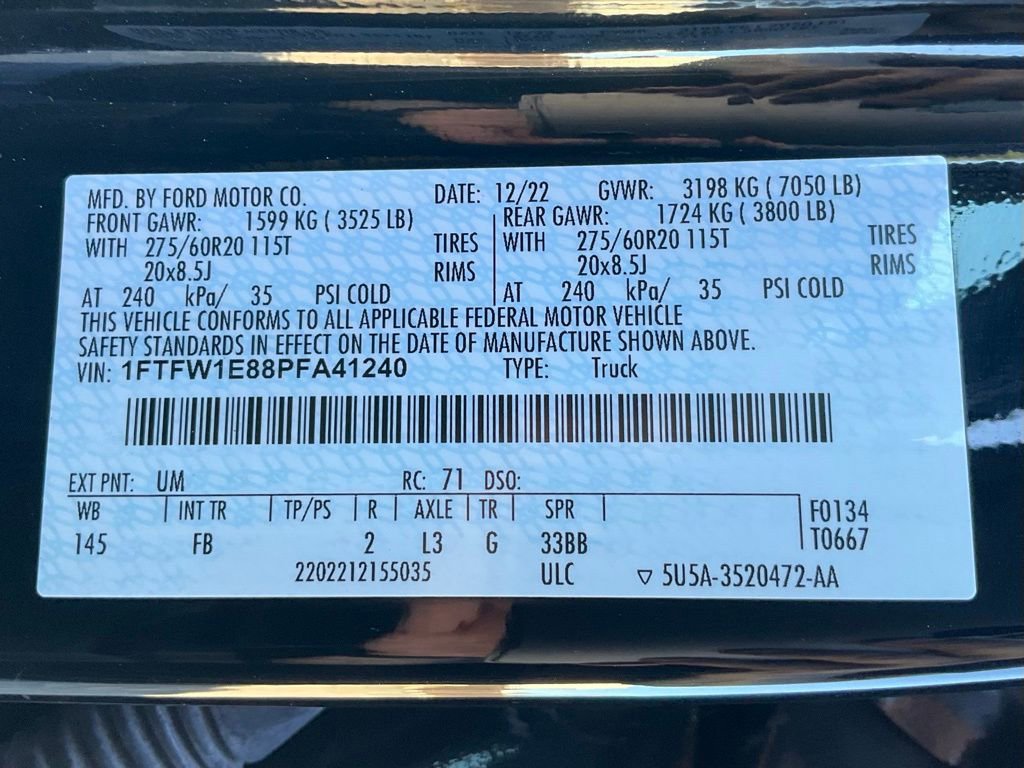 MFD. BY FORD MOTOR CO. DATE: 12/22 GVWR: 3198 KG ( 7050 LB)
FRONT GAWR: 1599 KG ( 3525 LB) REAR GAWR: 1724 KG ( 3800 LB)
WITH 275/60R20 115T TIRES WITH 275/60R20 115T TIRES
20x8.5J RIMS 20x8.5J RIMS
AT 240 kPa/ 35 PSI COLD AT 240 kPa/ 35 PSI COLD
THIS VEHICLE CONFORMS TO ALL APPLICABLE FEDERAL MOTOR VEHICLE
SAFETY STANDARDS IN EFFECT ON THE DATE OF MANUFACTURE SHOWN ABOVE.
VIN: 1FTFW1E88PFA41240 TYPE: Truck
EXT PNT: UM RC: 71 DSO:
WB INT TR TP/PS R AXLE TR SPR F0134
145 FB 2 L3 G 33BB T0667
2202212155035 ULC ▽ 5U5A-3520472-AA